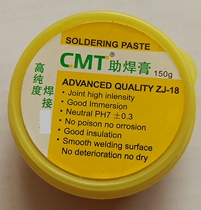 SOLDERING PASTE
CMT® 助焊膏 150g
高纯度
焊接
ADVANCED QUALITY ZJ-18
• Joint high inlensity
• Good Immersion
• Neutral PH7 ±0.3
• No poison no orrosion
• Good insulation
• Smooth welding surface
No deterioration no dry